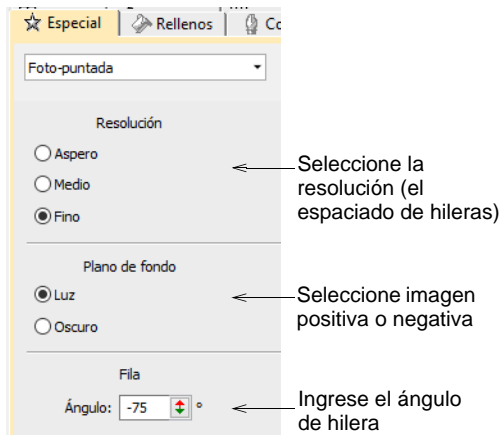 Especial Rellenos Co
Foto-puntada
Resolución
Aspero
Medio
Fino
Seleccione la
resolución (el
espaciado de hileras)
Plano de fondo
Luz
Oscuro
Seleccione imagen
positiva o negativa
Fila
Ángulo: -75 °
Ingrese el ángulo
de hilera